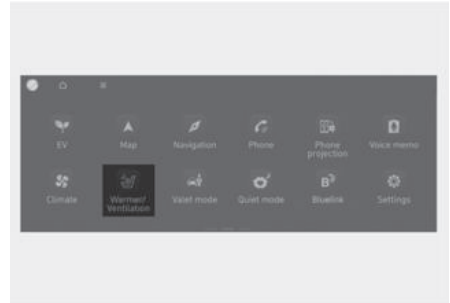 EV
Map
Navigation
Phone
Phone
projection
Voice memo
Climate
Warmer/
Ventilation
Valet mode
Quiet mode
Bluelink
Settings